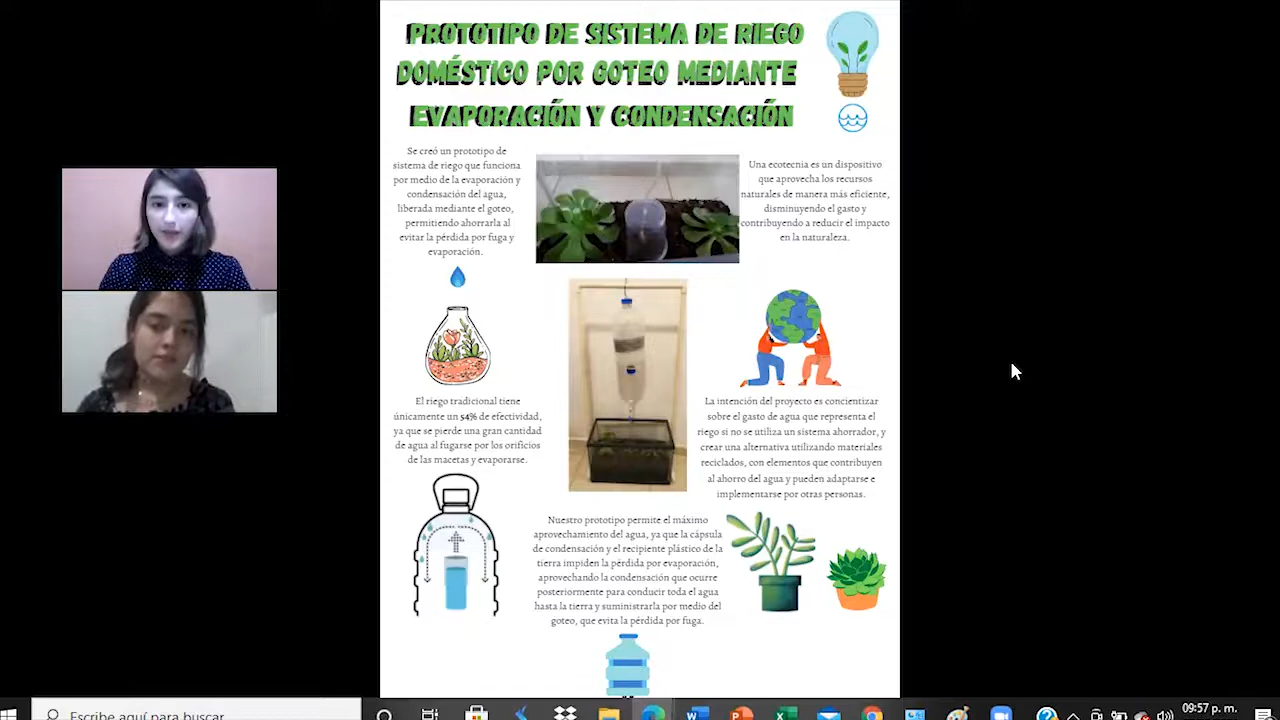 PROTOTIPO DE SISTEMA DE RIEGO
DOMÉSTICO POR GOTEO MEDIANTE
EVAPORACIÓN Y CONDENSACIÓN
Se creó un prototipo de
sistema de riego que funciona
por medio de la evaporación y
condensación del agua,
liberada mediante el goteo,
permitiendo ahorrarla al
evitar la pérdida por fuga y
evaporación.
Una ecotecnia es un dispositivo
que aprovecha los recursos
naturales de manera más eficiente,
disminuyendo el gasto y
contribuyendo a reducir el impacto
en la naturaleza.
El riego tradicional tiene
únicamente un 54% de efectividad,
ya que se pierde una gran cantidad
de agua al fugarse por los orificios
de las macetas y evaporarse.
La intención del proyecto es concientizar
sobre el gasto de agua que representa el
riego si no se utiliza un sistema ahorrador, y
crear una alternativa utilizando materiales
reciclados, con elementos que contribuyen
al ahorro del agua y pueden adaptarse e
implementarse por otras personas.
Nuestro prototipo permite el máximo
aprovechamiento del agua, ya que la cápsula
de condensación y el recipiente plástico de la
tierra impiden la pérdida por evaporación,
aprovechando la condensación que ocurre
posteriormente para conducir toda el agua
hasta la tierra y suministrarla por medio del
goteo, que evita la pérdida por fuga.
Escribe aquí para buscar
09:57 p. m.